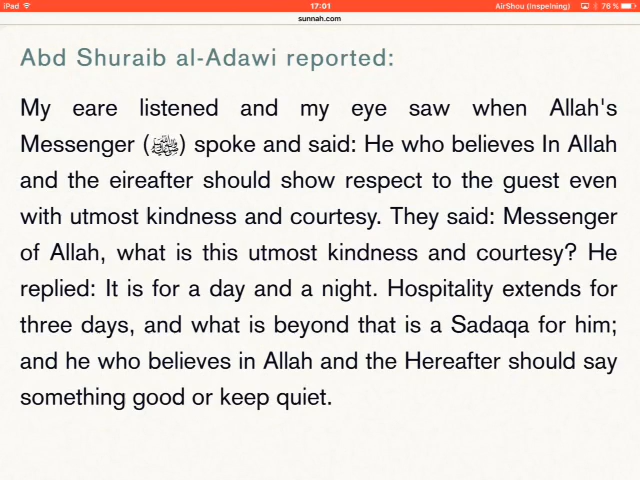 iPad 17:01 AirShou (Inspelning) 76 %
sunnah.com
Abd Shuraib al-Adawi reported:
My eare listened and my eye saw when Allah's
Messenger (ﷺ) spoke and said: He who believes In Allah
and the eireafter should show respect to the guest even
with utmost kindness and courtesy. They said: Messenger
of Allah, what is this utmost kindness and courtesy? He
replied: It is for a day and a night. Hospitality extends for
three days, and what is beyond that is a Sadaqa for him;
and he who believes in Allah and the Hereafter should say
something good or keep quiet.